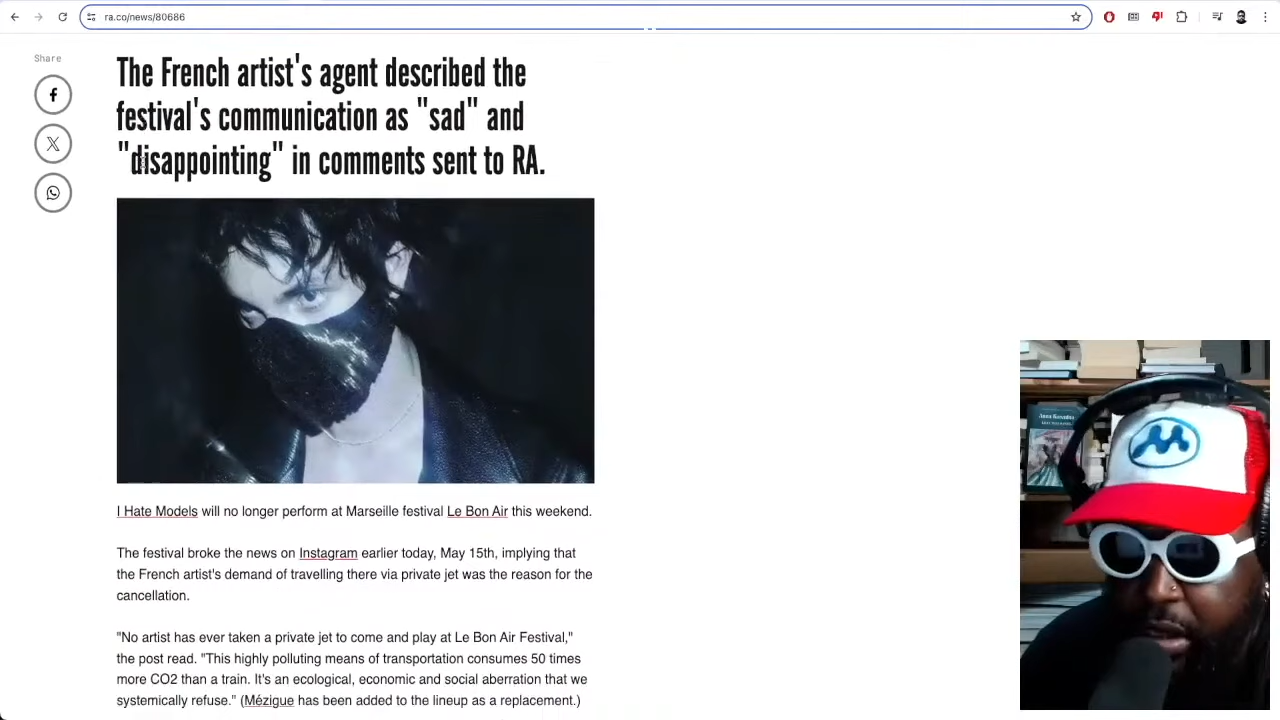 ra.co/news/80686
Share
The French artist's agent described the
festival's communication as "sad" and
"disappointing" in comments sent to RA.
I Hate Models will no longer perform at Marseille festival Le Bon Air this weekend.
The festival broke the news on Instagram earlier today, May 15th, implying that
the French artist's demand of travelling there via private jet was the reason for the
cancellation.
"No artist has ever taken a private jet to come and play at Le Bon Air Festival,"
the post read. "This highly polluting means of transportation consumes 50 times
more CO2 than a train. It's an ecological, economic and social aberration that we
systemically refuse." (Mézigue has been added to the lineup as a replacement.)